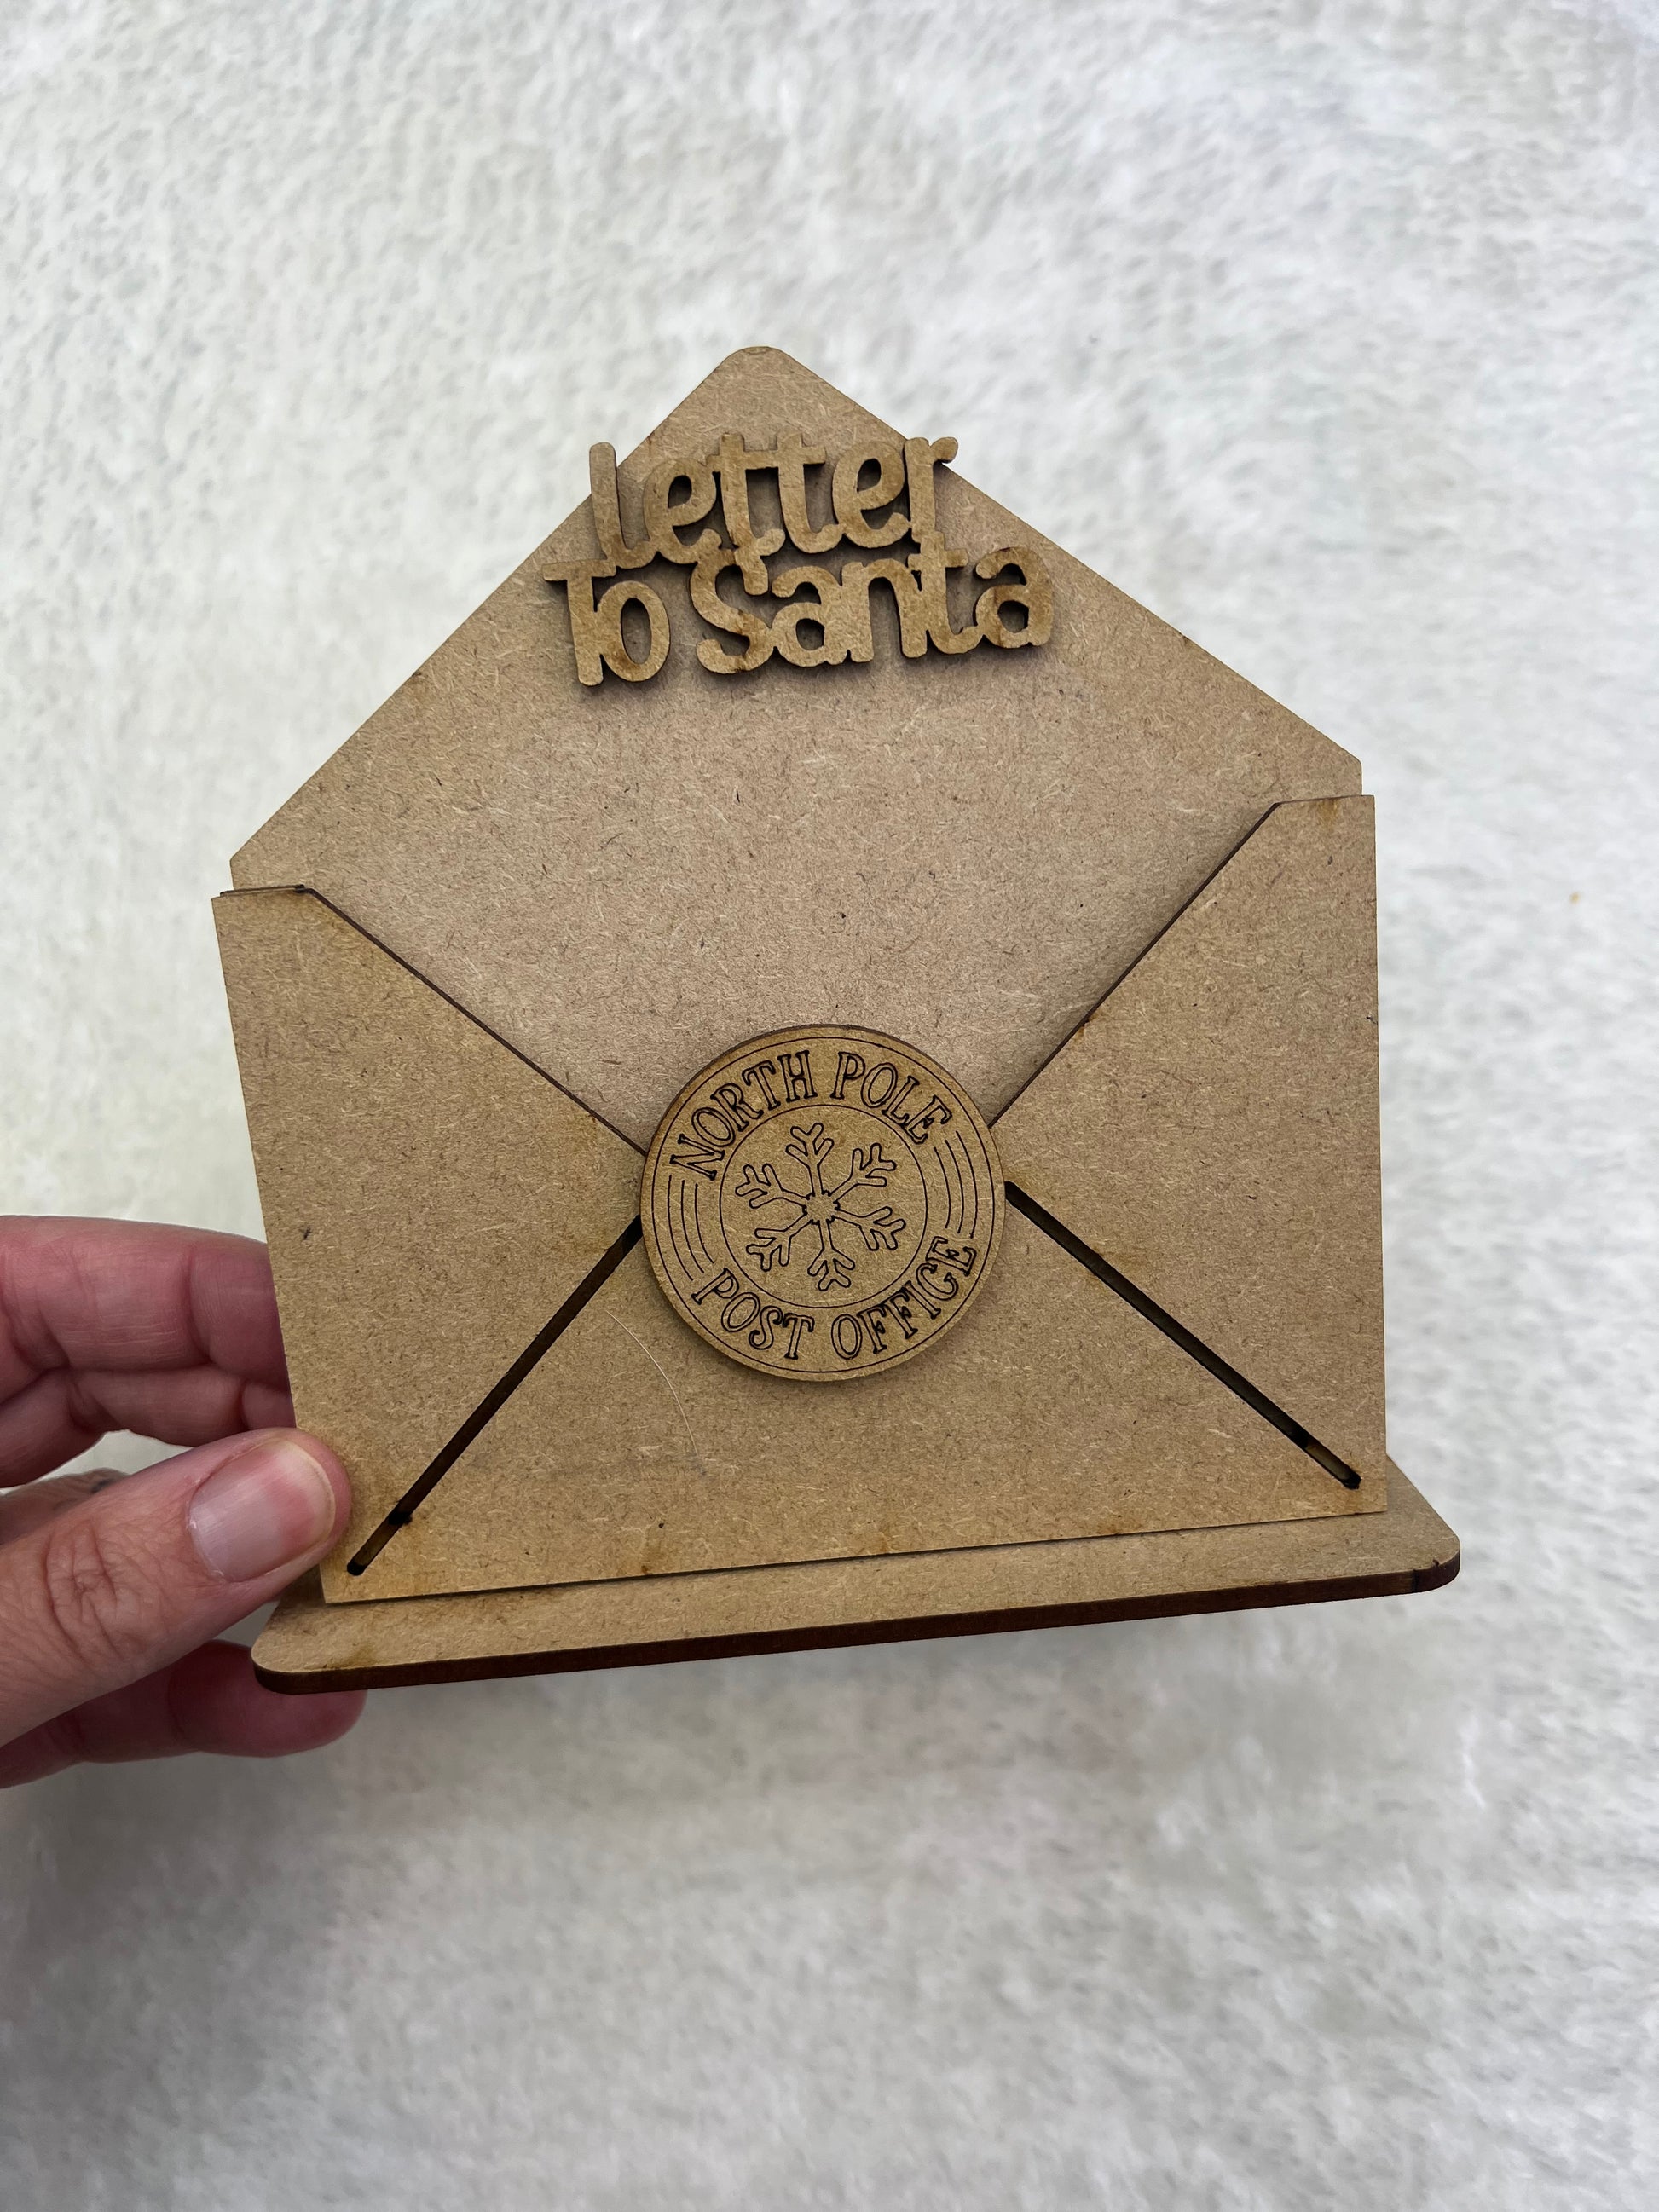 Letter
To Santa
NORTH POLE
POST OFFICE